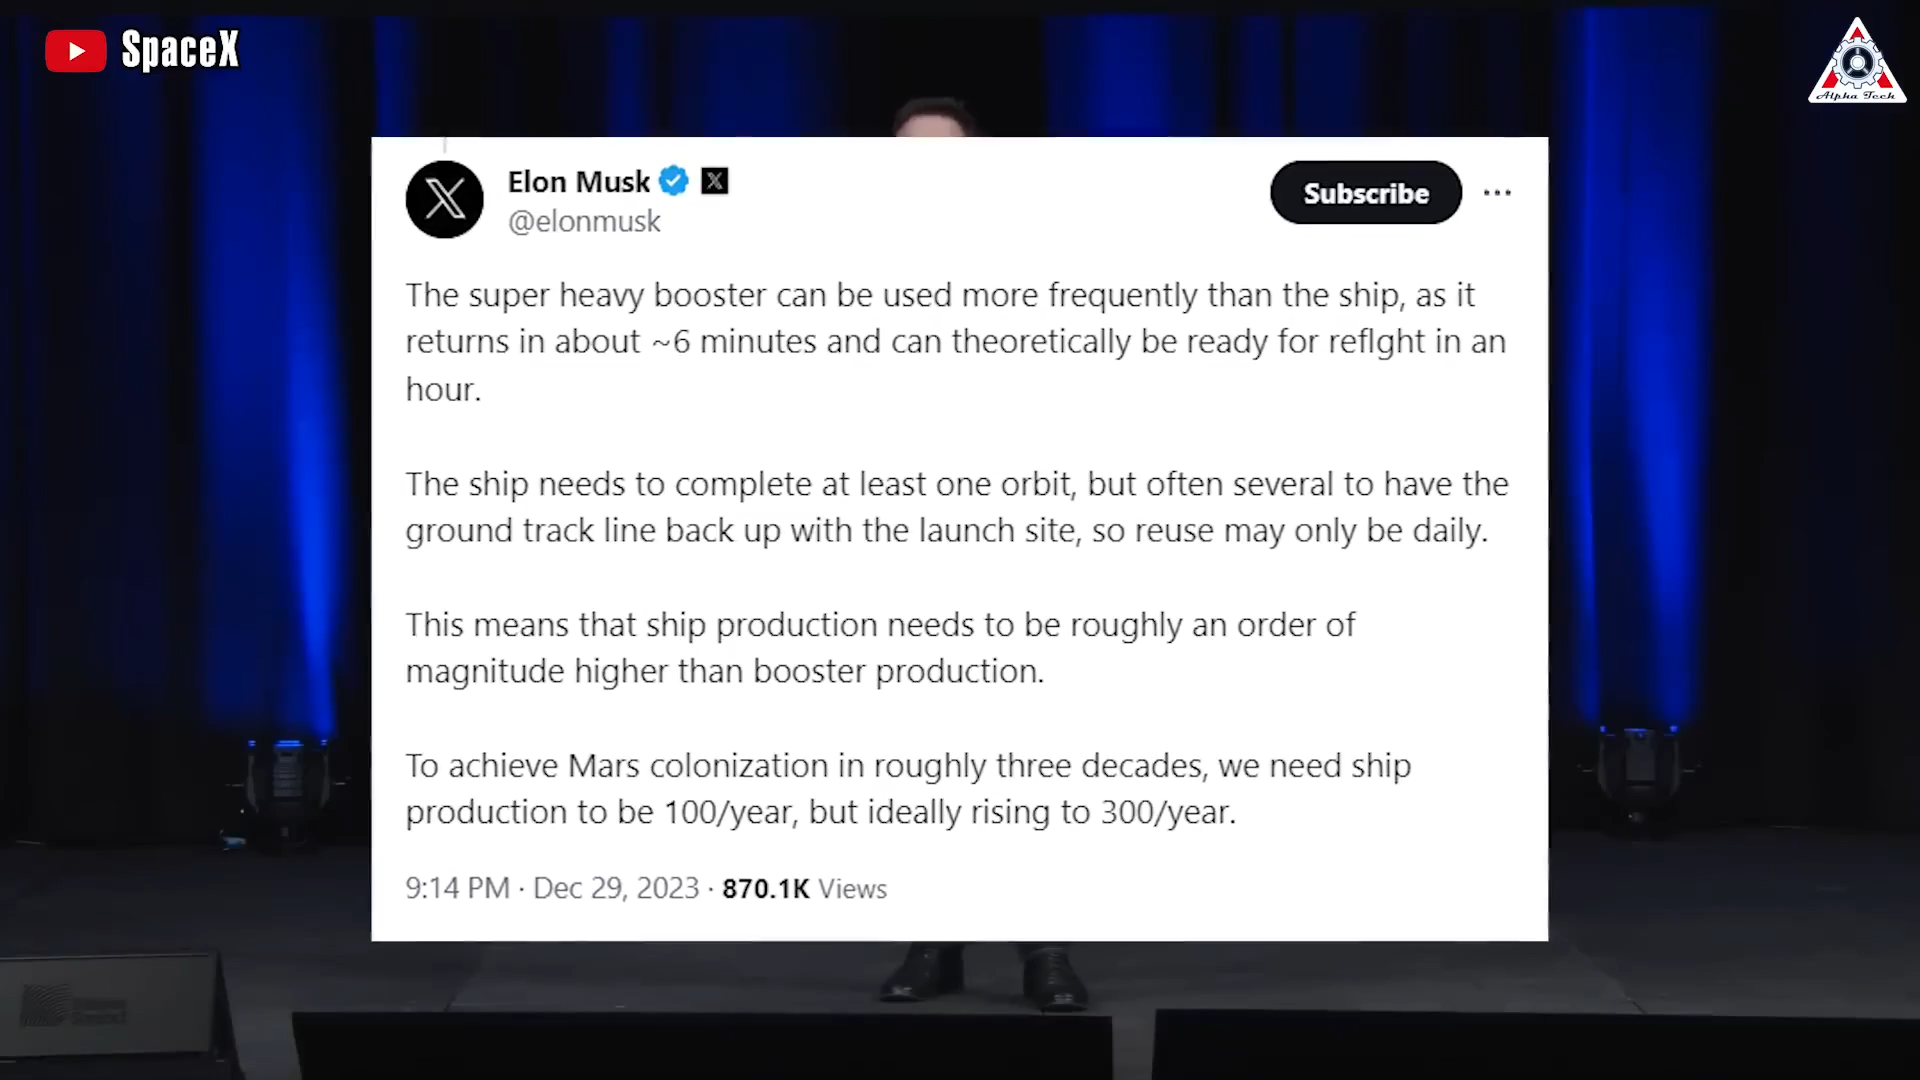 SpaceX
Alpha Tech
Elon Musk
Subscribe
@elonmusk
The super heavy booster can be used more frequently than the ship, as it
returns in about ~6 minutes and can theoretically be ready for reflght in an
hour.
The ship needs to complete at least one orbit, but often several to have the
ground track line back up with the launch site, so reuse may only be daily.
This means that ship production needs to be roughly an order of
magnitude higher than booster production.
To achieve Mars colonization in roughly three decades, we need ship
production to be 100/year, but ideally rising to 300/year.
9:14 PM · Dec 29, 2023 · 870.1K Views